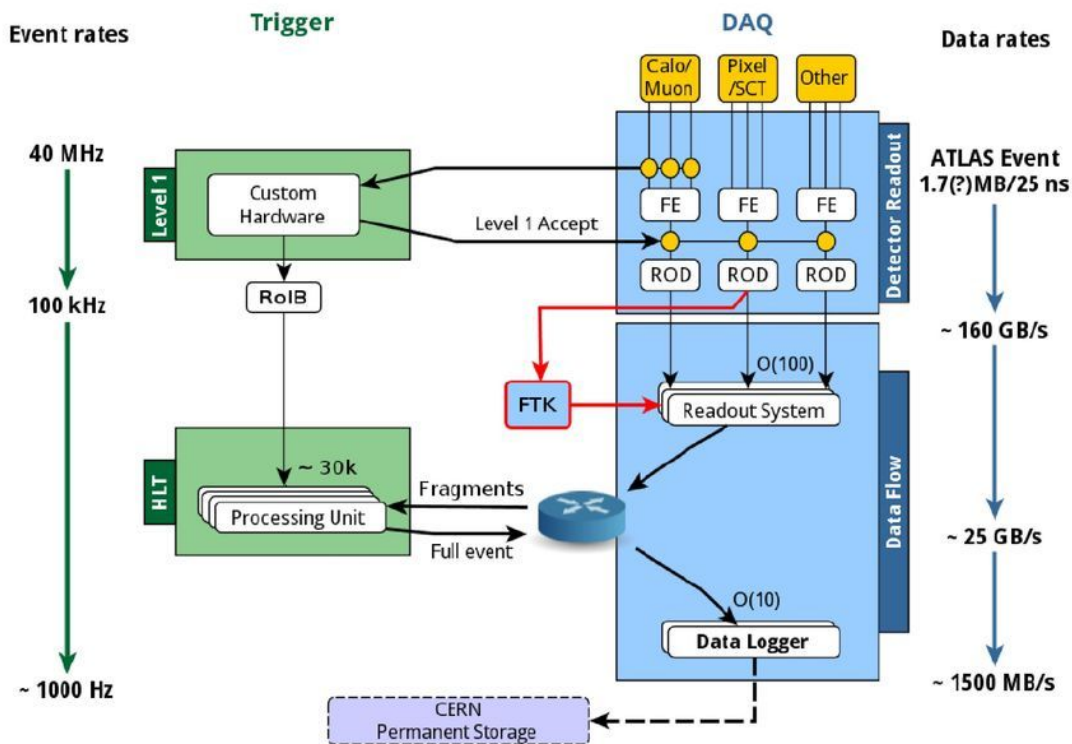 Event rates
Trigger
DAQ
Data rates
Calo/
Muon
Pixel
/SCT
Other
40 MHz
Level 1
Custom
Hardware
Level 1 Accept
FE
FE
FE
ROD
ROD
ROD
Detector Readout
ATLAS Event
1.7(?)MB/25 ns
RoIB
100 kHz
~ 160 GB/s
O(100)
FTK
Readout System
HLT
~ 30k
Processing Unit
Fragments
Full event
Data Flow
~ 25 GB/s
O(10)
Data Logger
~ 1000 Hz
~ 1500 MB/s
CERN
Permanent Storage